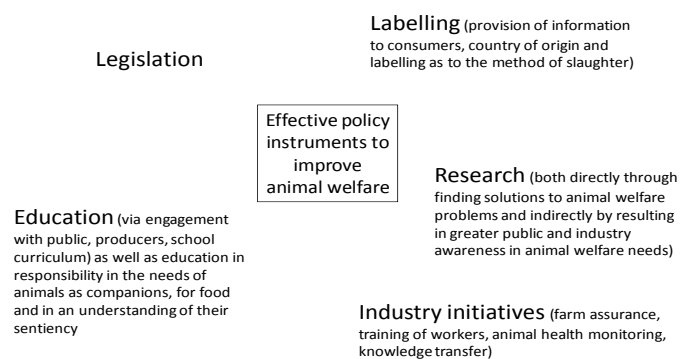 Labelling (provision of information
to consumers, country of origin and
labelling as to the method of slaughter)
Legislation
Effective policy
instruments to
improve
animal welfare
Research (both directly through
finding solutions to animal welfare
problems and indirectly by resulting
in greater public and industry
awareness in animal welfare needs)
Education (via engagement
with public, producers, school
curriculum) as well as education in
responsibility in the needs of
animals as companions, for food
and in an understanding of their
sentiency
Industry initiatives (farm assurance,
training of workers, animal health monitoring,
knowledge transfer)